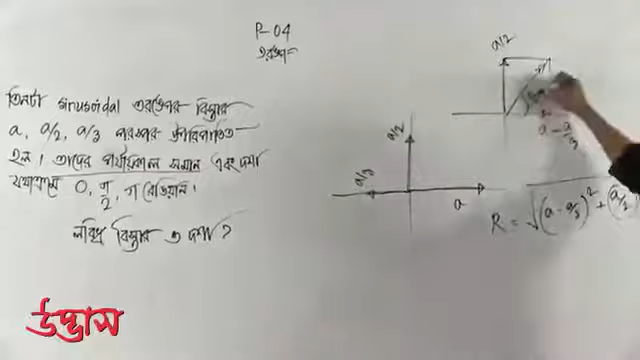 P-04
তরঙ্গ
তিনটা sinusoidal তরঙ্গের বিস্তার
a, a/2, a/3 পরস্পর উপরিপাতিত
হল। তাদের পর্যায়কাল সমান এবং দশা
যথাক্রমে 0, π/2, π রেডিয়ান।
লব্ধির বিস্তার ও দশা ?
a/2
a - a/3
a/2
a/3
a
R = √(a - a/3)² + (a/2)
উদ্ভাস